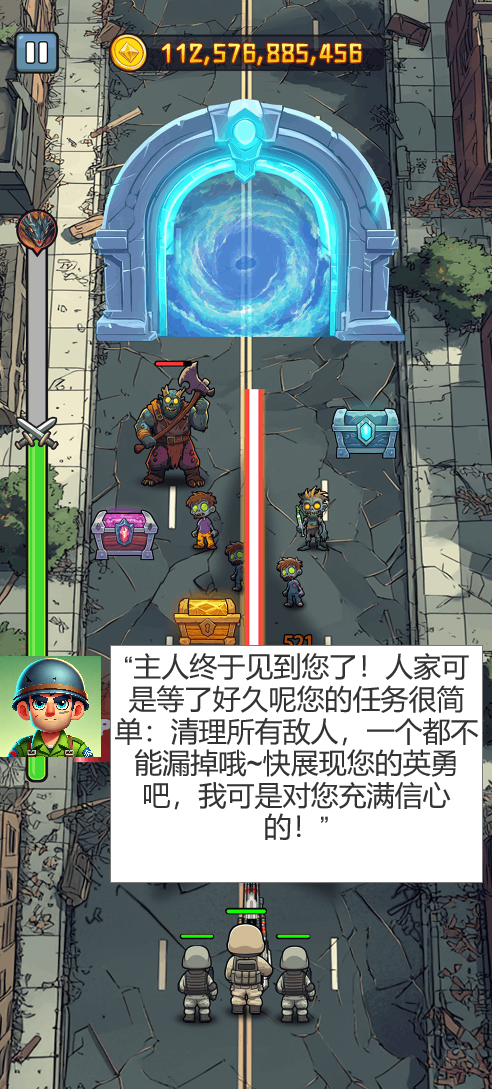 112,576,885,456
521
“主人终于见到您了！人家可
是等了好久呢您的任务很简
单：清理所有敌人，一个都不
能漏掉哦~快展现您的英勇
吧，我可是对您充满信心
的！”